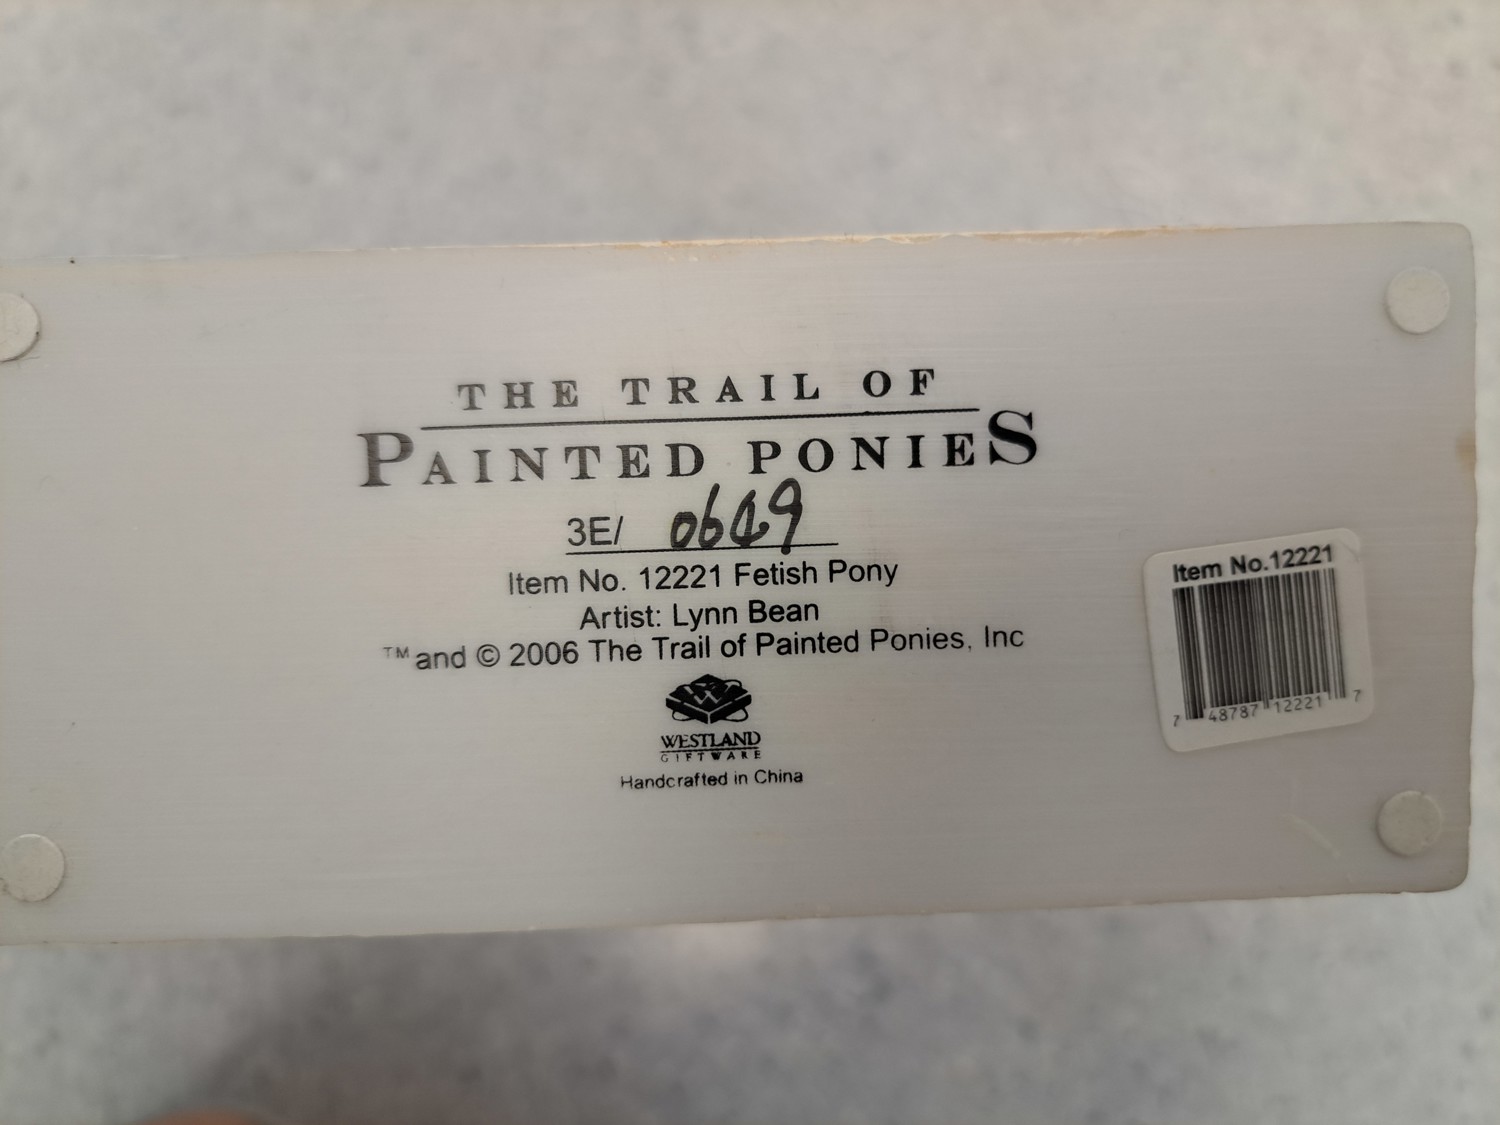 THE TRAIL OF
PAINTED PONIES
3E/ 0649
Item No. 12221 Fetish Pony
Artist: Lynn Bean
™ and © 2006 The Trail of Painted Ponies, Inc
WESTLAND
GIFTWARE
Handcrafted in China
Item No.12221
7 48787 12221 7